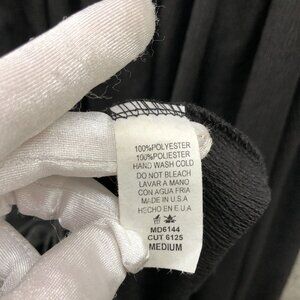 100%POLYESTER
100%POLIESTER
HAND WASH COLD
DO NOT BLEACH
LAVAR A MANO
CON AGUA FRIA
MADE IN U.S.A
HECHO EN E.U.A
MD6144
CUT 6125
MEDIUM